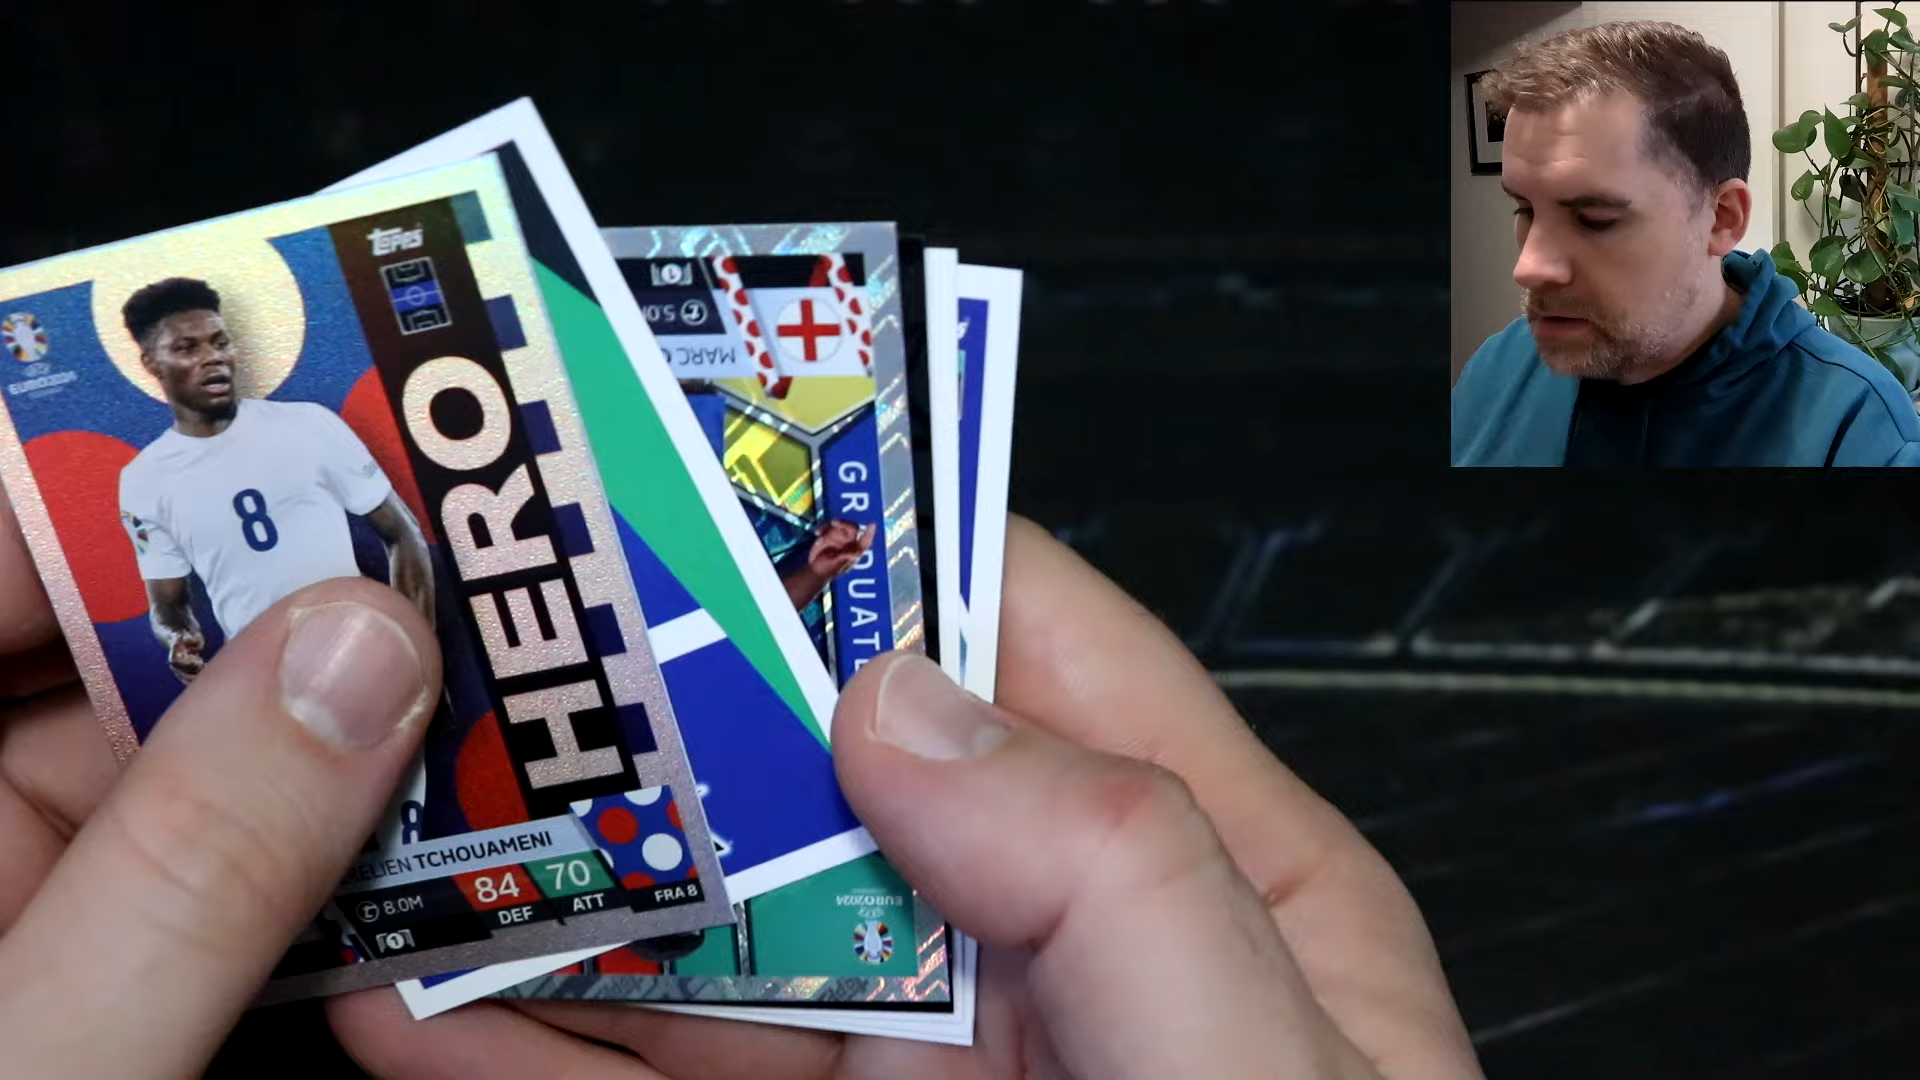 TOPPS
EURO2024
8
HERO
8
TCHOUAMENI
84
70
8.0M
DEF
ATT
FRA 8
1
1
5.0
MARC
GRADUATE
EURO2024